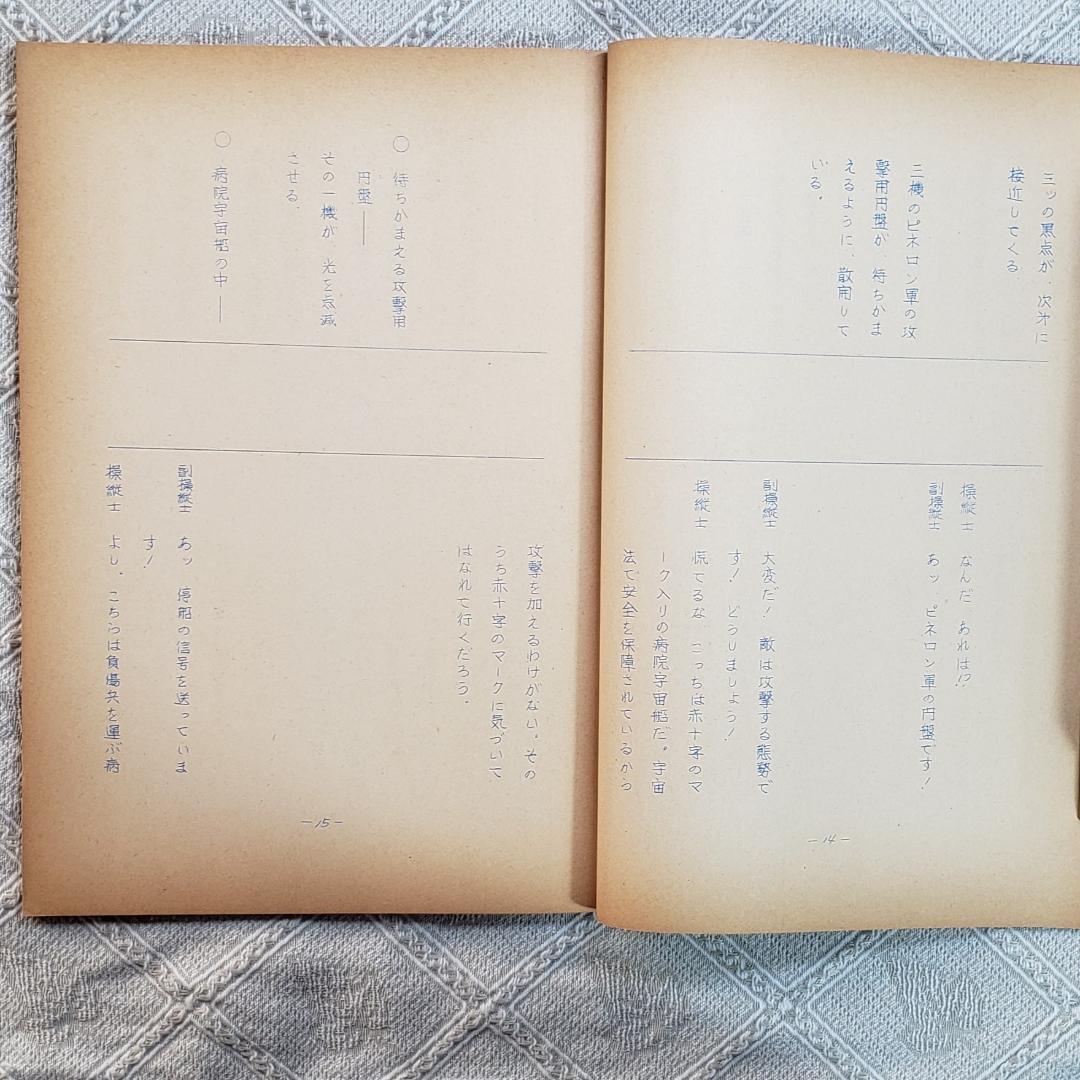 三ッの黒点が、次第に
接近してくる
三機のピネロン軍の攻
撃用円盤が、待ちかま
えるように、散開して
いる。
操縦士　なんだ　あれは!?
副操縦士　あッ、ピネロン軍の円盤です！
副操縦士　大変だ！　敵は攻撃する態勢で
す！　どうしましょう！
操縦士　慌てるな　こっちは赤十字のマ
ーク入りの病院宇宙船だ。宇宙
法で安全を保障されているから
—14—
○　待ちかまえる攻撃用
円盤——
その一機が、光を点滅
させる。
○　病院宇宙船の中——
攻撃を加えるわけがない。その
うち赤十字のマークに気づいて
はなれて行くだろう。
副操縦士　あッ　停船の信号を送っていま
す！
操縦士　よし、こちらは負傷兵を運ぶ病
—15—